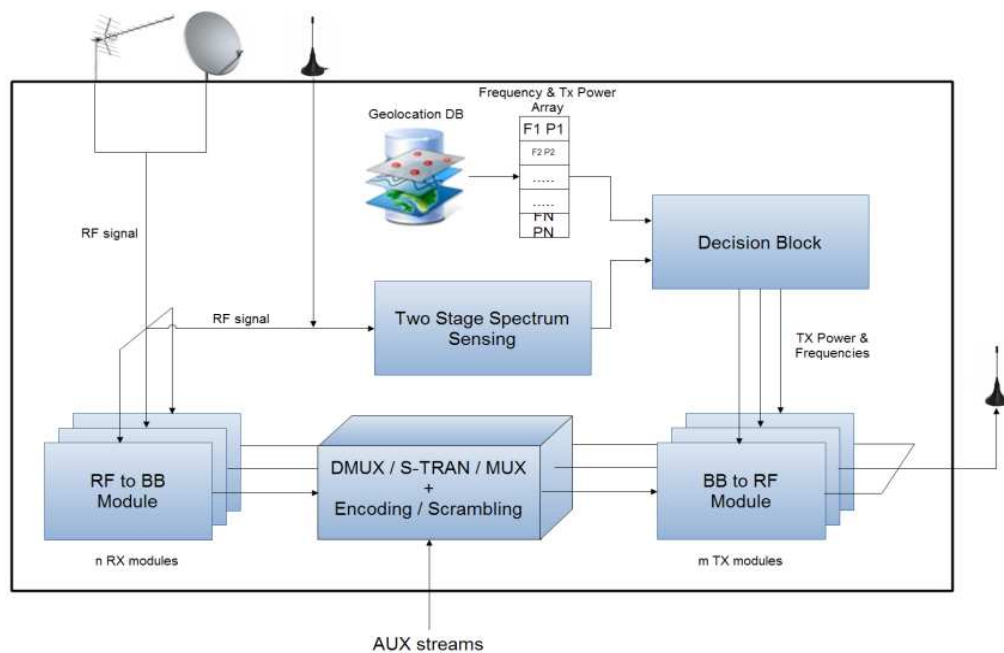 Frequency & Tx Power
Array
Geolocation DB
F1 P1
F2 P2
.....
.....
FN
PN
RF signal
Decision Block
RF signal
Two Stage Spectrum
Sensing
TX Power &
Frequencies
RF to BB
Module
DMUX / S-TRAN / MUX
+
Encoding / Scrambling
BB to RF
Module
n RX modules
m TX modules
AUX streams